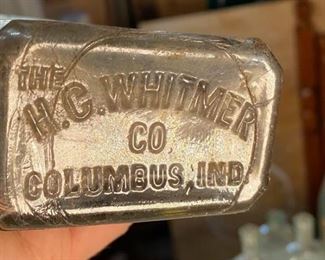 THE
H.C. WHITMER
CO
COLUMBUS, IND.